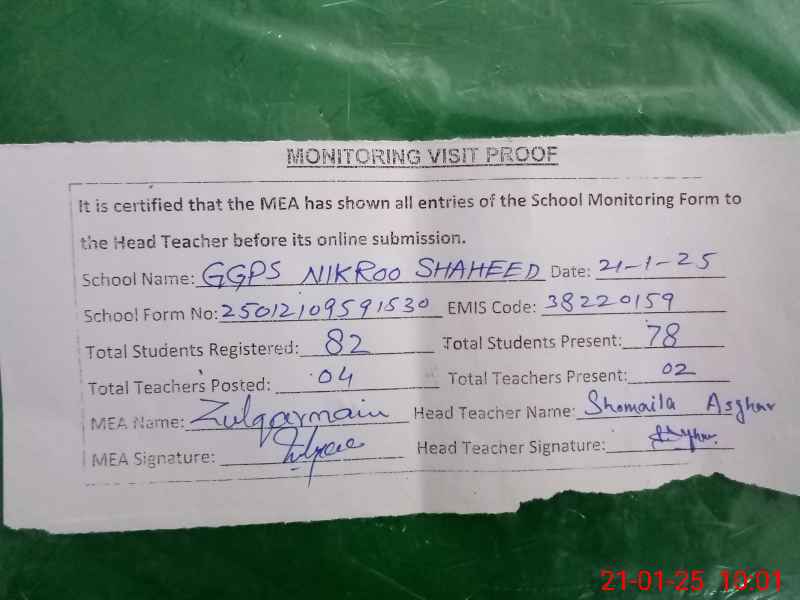 MONITORING VISIT PROOF
It is certified that the MEA has shown all entries of the School Monitoring Form to
the Head Teacher before its online submission.
School Name: GGPS NIKROO SHAHEED Date: 21-1-25
School Form No: 25012109591530 EMIS Code: 38220159
Total Students Registered: 82 Total Students Present: 78
Total Teachers Posted: 04 Total Teachers Present: 02
MEA Name: Zulqarnain Head Teacher Name: Shomaila Asghar
MEA Signature: Head Teacher Signature:
21-01-25 10:01